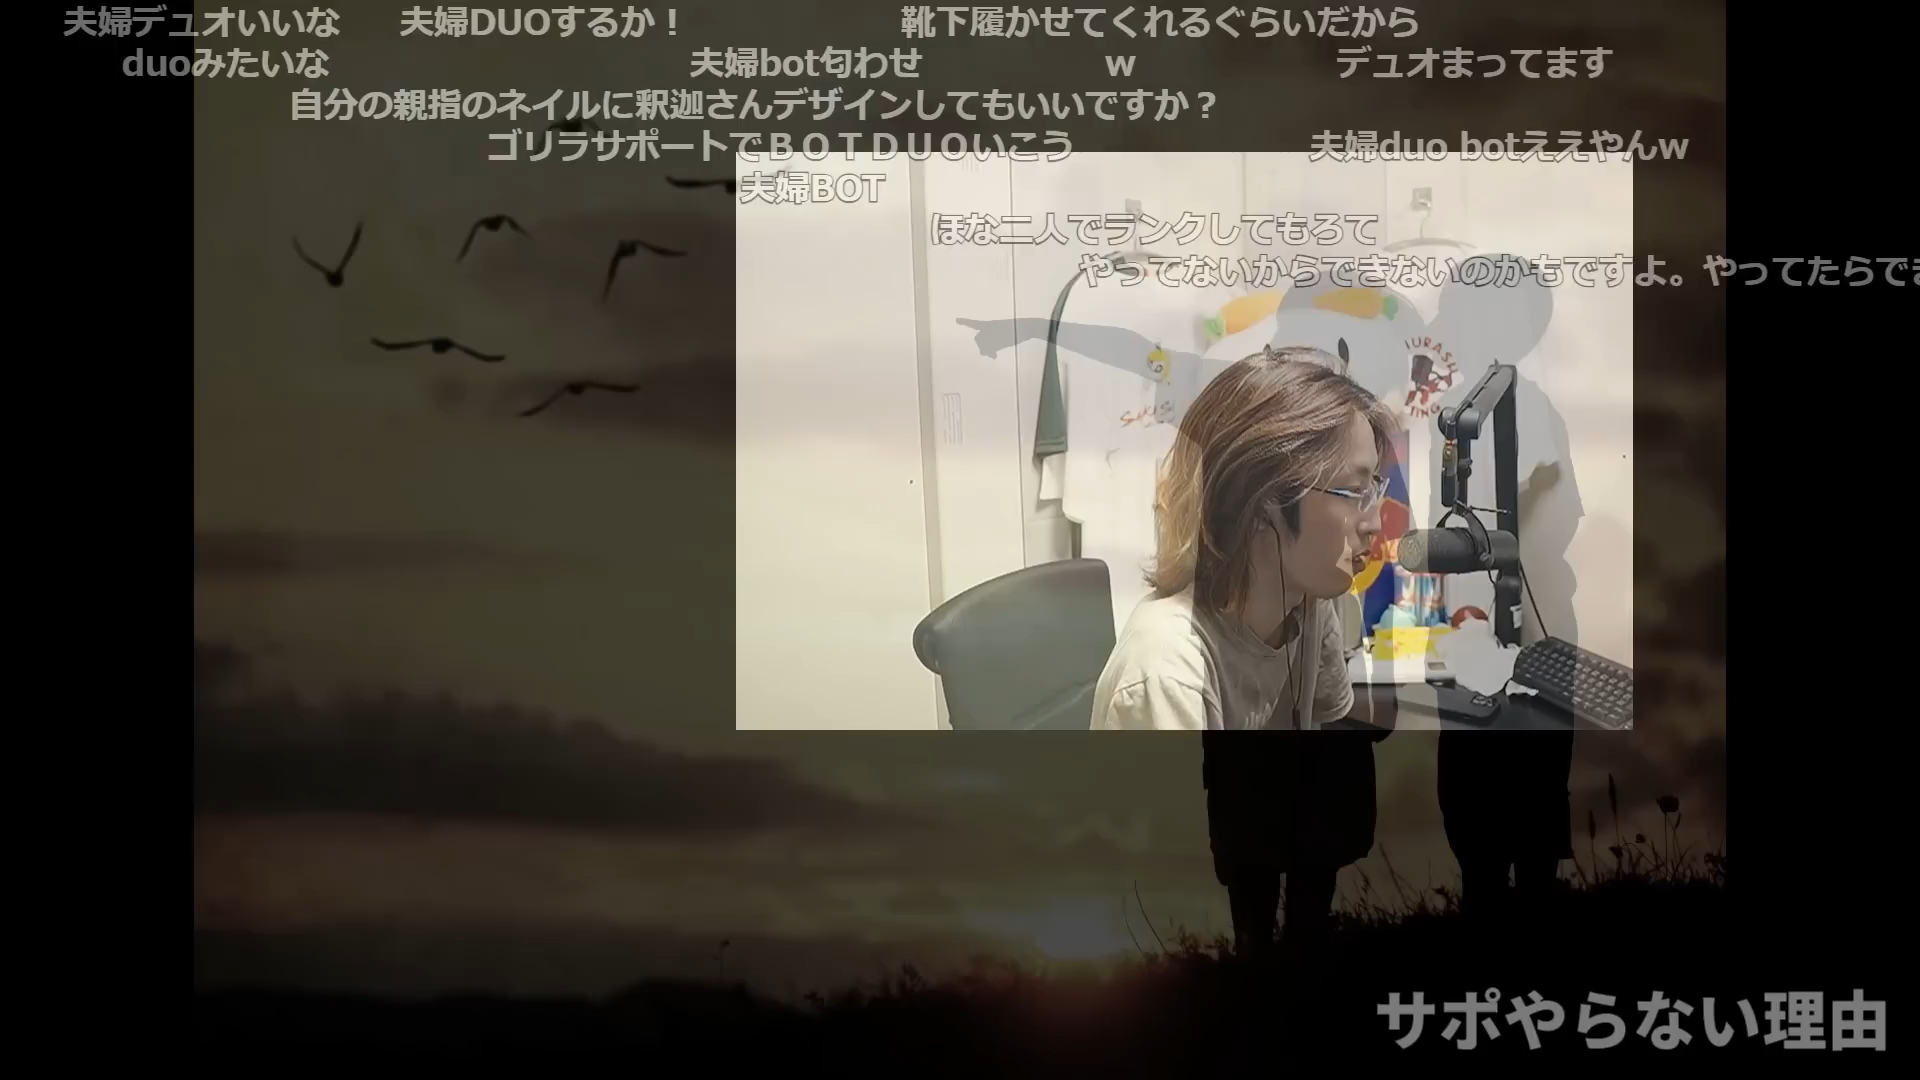 夫婦デュオいいな
夫婦DUOするか！
靴下履かせてくれるぐらいだから
duoみたいな
夫婦bot匂わせ
w
デュオまってます
自分の親指のネイルに釈迦さんデザインしてもいいですか？
ゴリラサポートでＢＯＴＤＵＯいこう
夫婦duo botええやんw
夫婦BOT
ほな二人でランクしてもろて
やってないからできないのかもですよ。やってたらでき
サポやらない理由